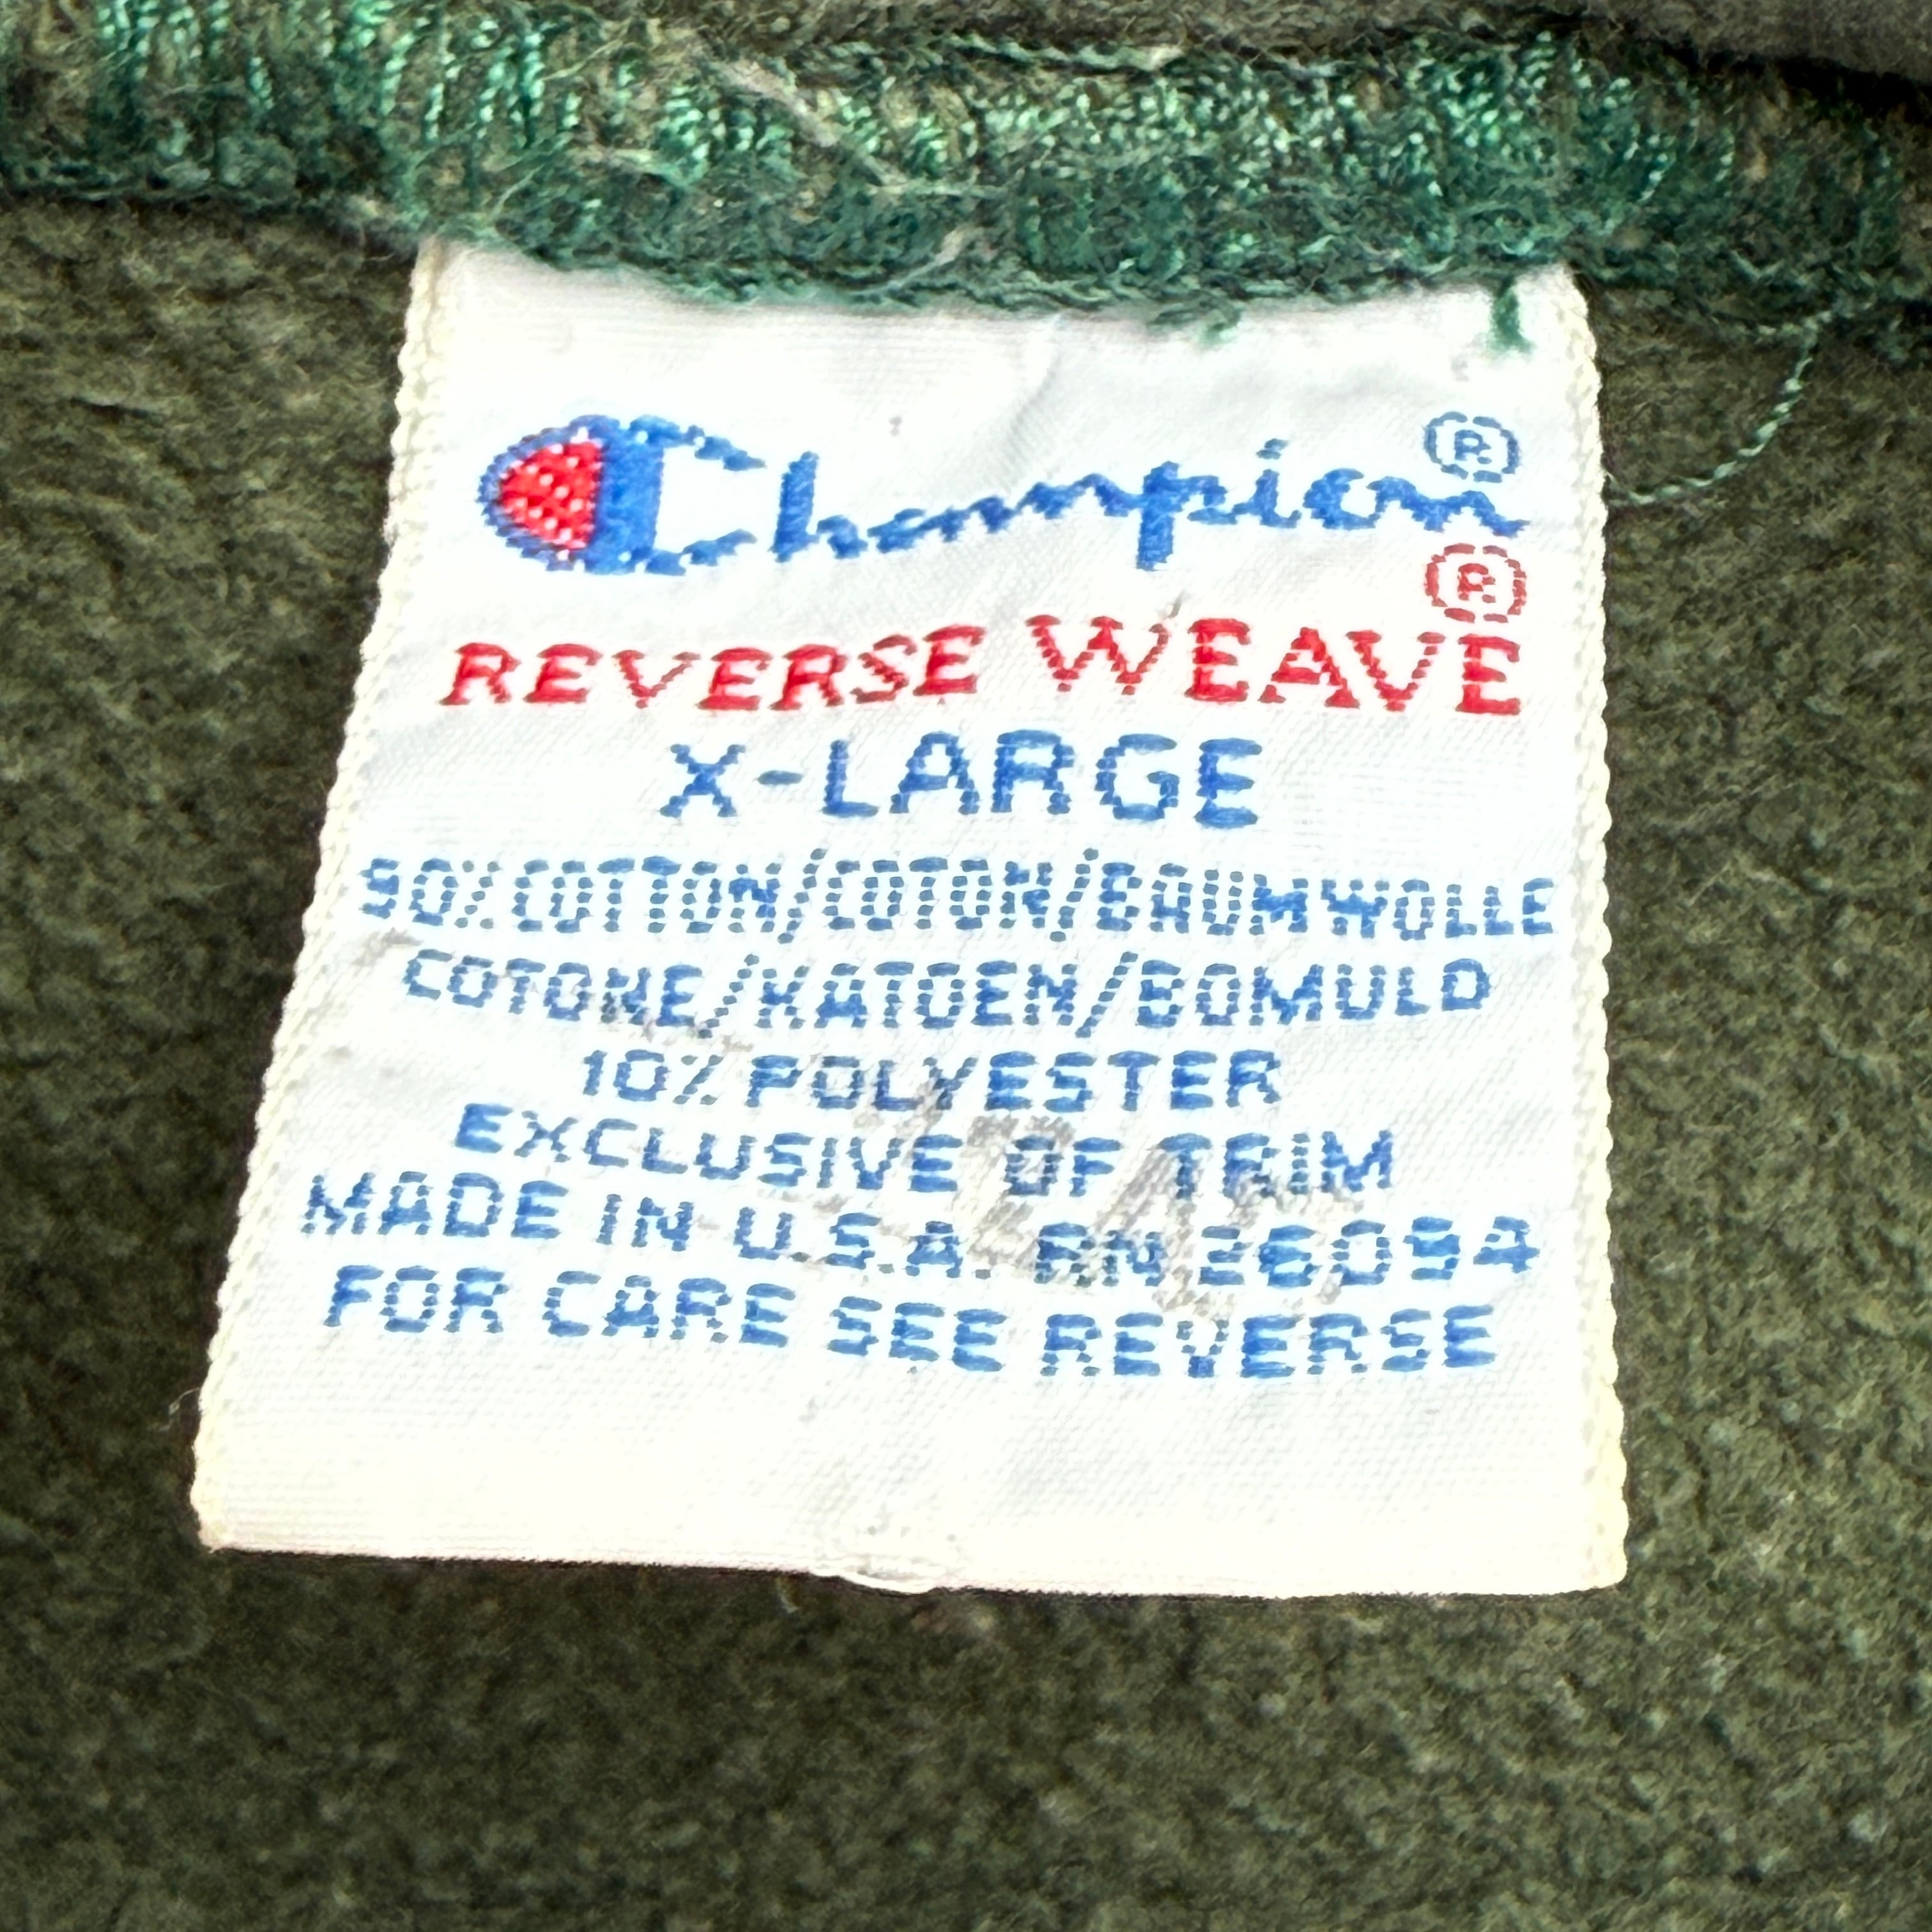 Champion®
REVERSE WEAVE®
X-LARGE
90% COTTON/COTON/BAUMWOLLE
COTONE/KATOEN/BOMULD
10% POLYESTER
EXCLUSIVE OF TRIM
MADE IN U.S.A. RN 26094
FOR CARE SEE REVERSE